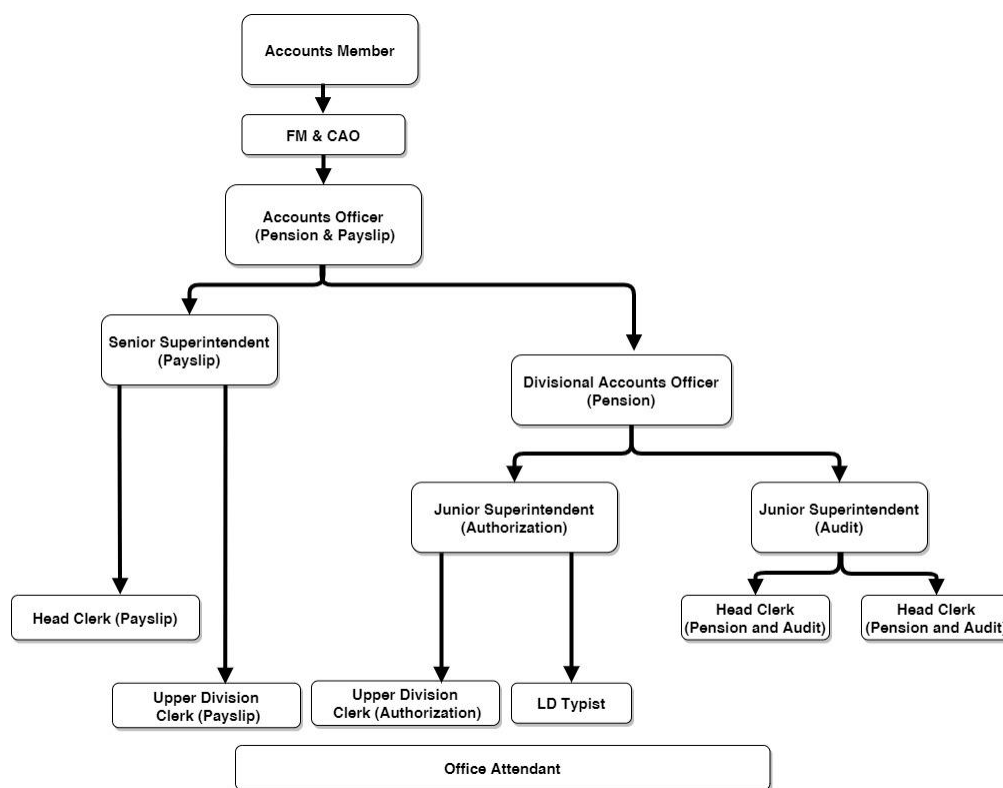 Accounts Member
FM & CAO
Accounts Officer
(Pension & Payslip)
Senior Superintendent
(Payslip)
Divisional Accounts Officer
(Pension)
Junior Superintendent
(Authorization)
Junior Superintendent
(Audit)
Head Clerk (Payslip)
Head Clerk
(Pension and Audit)
Head Clerk
(Pension and Audit)
Upper Division
Clerk (Payslip)
Upper Division
Clerk (Authorization)
LD Typist
Office Attendant